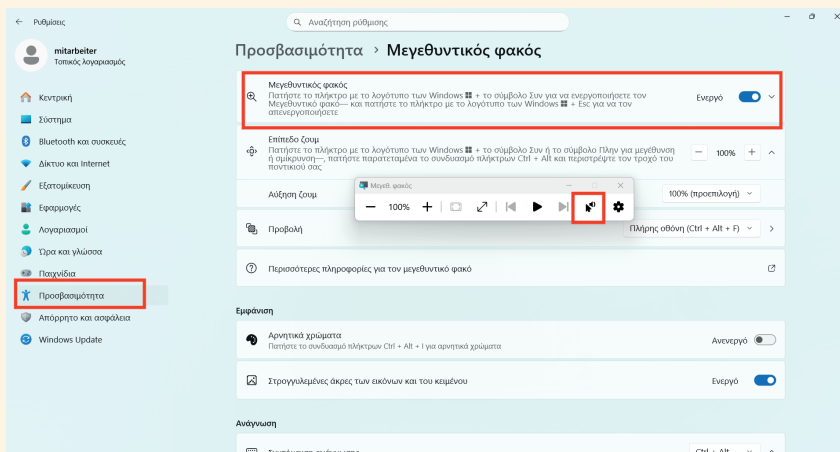 Ρυθμίσεις
Αναζήτηση ρύθμισης
mitarbeiter
Τοπικός λογαριασμός
Κεντρική
Σύστημα
Bluetooth και συσκευές
Δίκτυο και Internet
Εξατομίκευση
Εφαρμογές
Λογαριασμοί
Ώρα και γλώσσα
Παιχνίδια
Προσβασιμότητα
Απόρρητο και ασφάλεια
Windows Update
Προσβασιμότητα > Μεγεθυντικός φακός
Μεγεθυντικός φακός
Πατήστε το πλήκτρο με το λογότυπο των Windows + το σύμβολο Συν για να ενεργοποιήσετε τον
Μεγεθυντικό φακό— και πατήστε το πλήκτρο με το λογότυπο των Windows + Esc για να τον
απενεργοποιήσετε
Ενεργό
Επίπεδο ζουμ
Πατήστε το πλήκτρο με το λογότυπο των Windows + το σύμβολο Συν ή το σύμβολο Πλην για μεγέθυνση
ή σμίκρυνση—, πατήστε παρατεταμένα το συνδυασμό πλήκτρων Ctrl + Alt και περιστρέψτε τον τροχό του
ποντικιού σας
100%
Αύξηση ζουμ
100% (προεπιλογή)
Μεγεθ. φακός
100%
Προβολή
Πλήρης οθόνη (Ctrl + Alt + F)
Περισσότερες πληροφορίες για τον μεγεθυντικό φακό
Εμφάνιση
Αρνητικά χρώματα
Πατήστε το συνδυασμό πλήκτρων Ctrl + Alt + I για αρνητικά χρώματα
Ανενεργό
Στρογγυλεμένες άκρες των εικόνων και του κειμένου
Ενεργό
Ανάγνωση
Ctrl + Alt